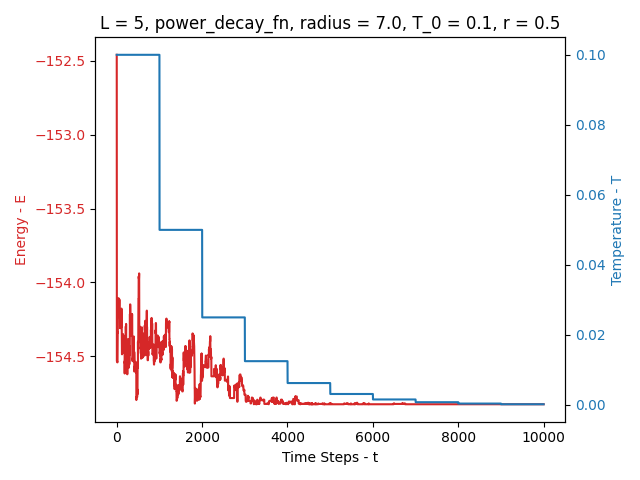 L = 5, power_decay_fn, radius = 7.0, T_0 = 0.1, r = 0.5
−152.5
−153.0
−153.5
−154.0
−154.5
Energy - E
0.10
0.08
0.06
0.04
0.02
0.00
Temperature - T
0 2000 4000 6000 8000 10000
Time Steps - t